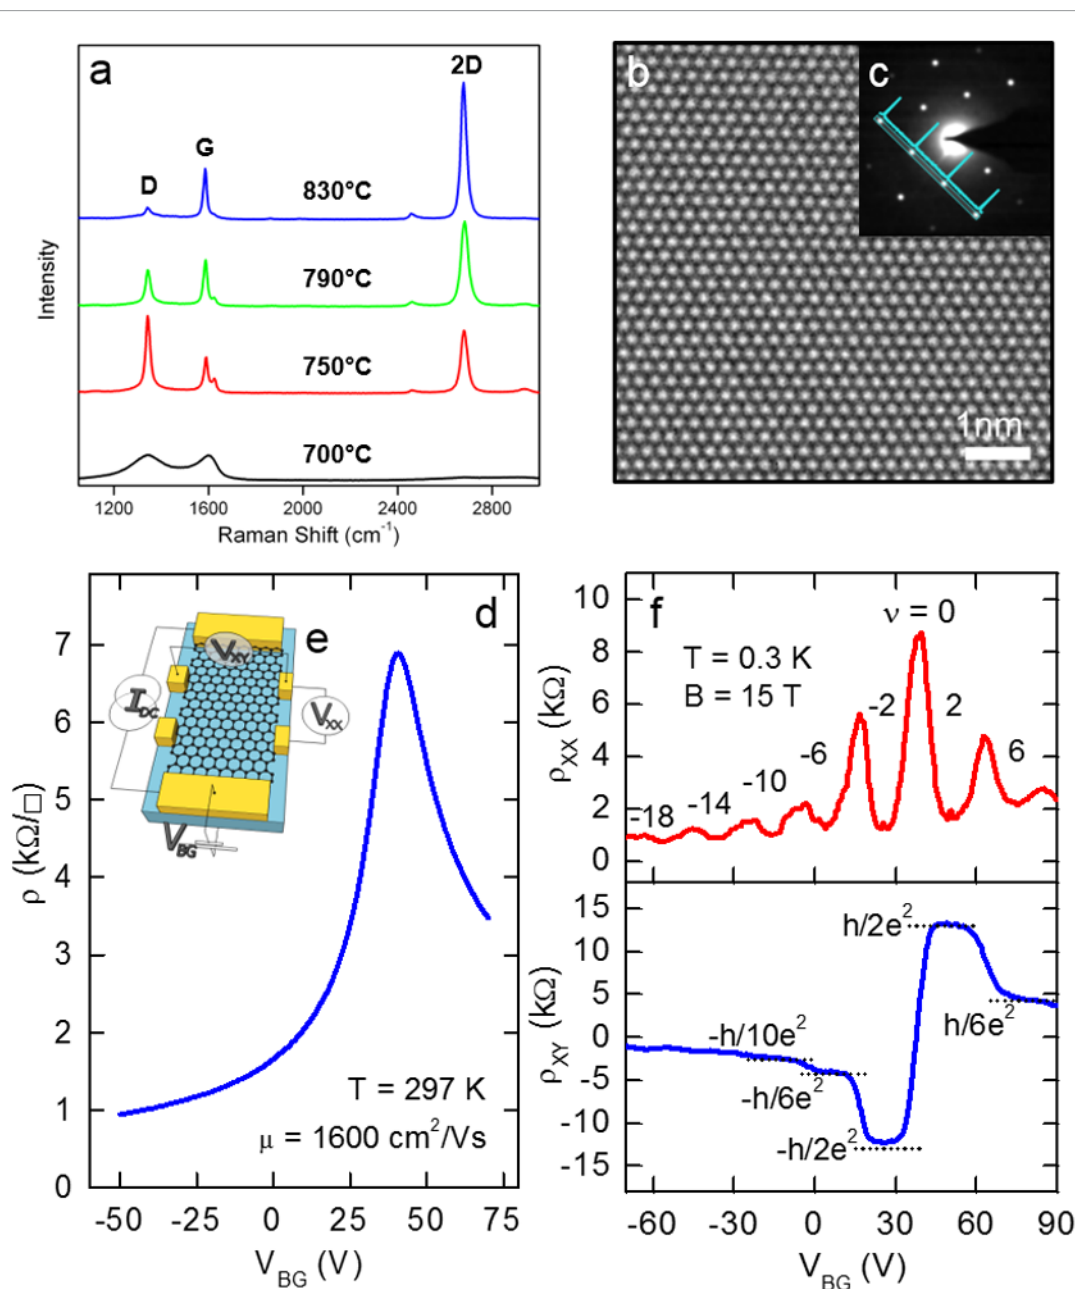 a
D
G
2D
830°C
790°C
750°C
700°C
Intensity
1200 1600 2000 2400 2800
Raman Shift (cm⁻¹)
b
c
1nm
d
e
V_XY
I_DC
V_XX
V_BG
7
6
5
4
3
2
1
0
ρ (kΩ/□)
T = 297 K
μ = 1600 cm²/Vs
-50 -25 0 25 50 75
V_BG (V)
f
ν = 0
T = 0.3 K
B = 15 T
-2
2
-6
6
-10
-14
-18
10
8
6
4
2
0
ρ_XX (kΩ)
15
10
5
0
-5
-10
-15
ρ_XY (kΩ)
h/2e²
h/6e²
-h/10e²
-h/6e²
-h/2e²
-60 -30 0 30 60 90
V_BG (V)